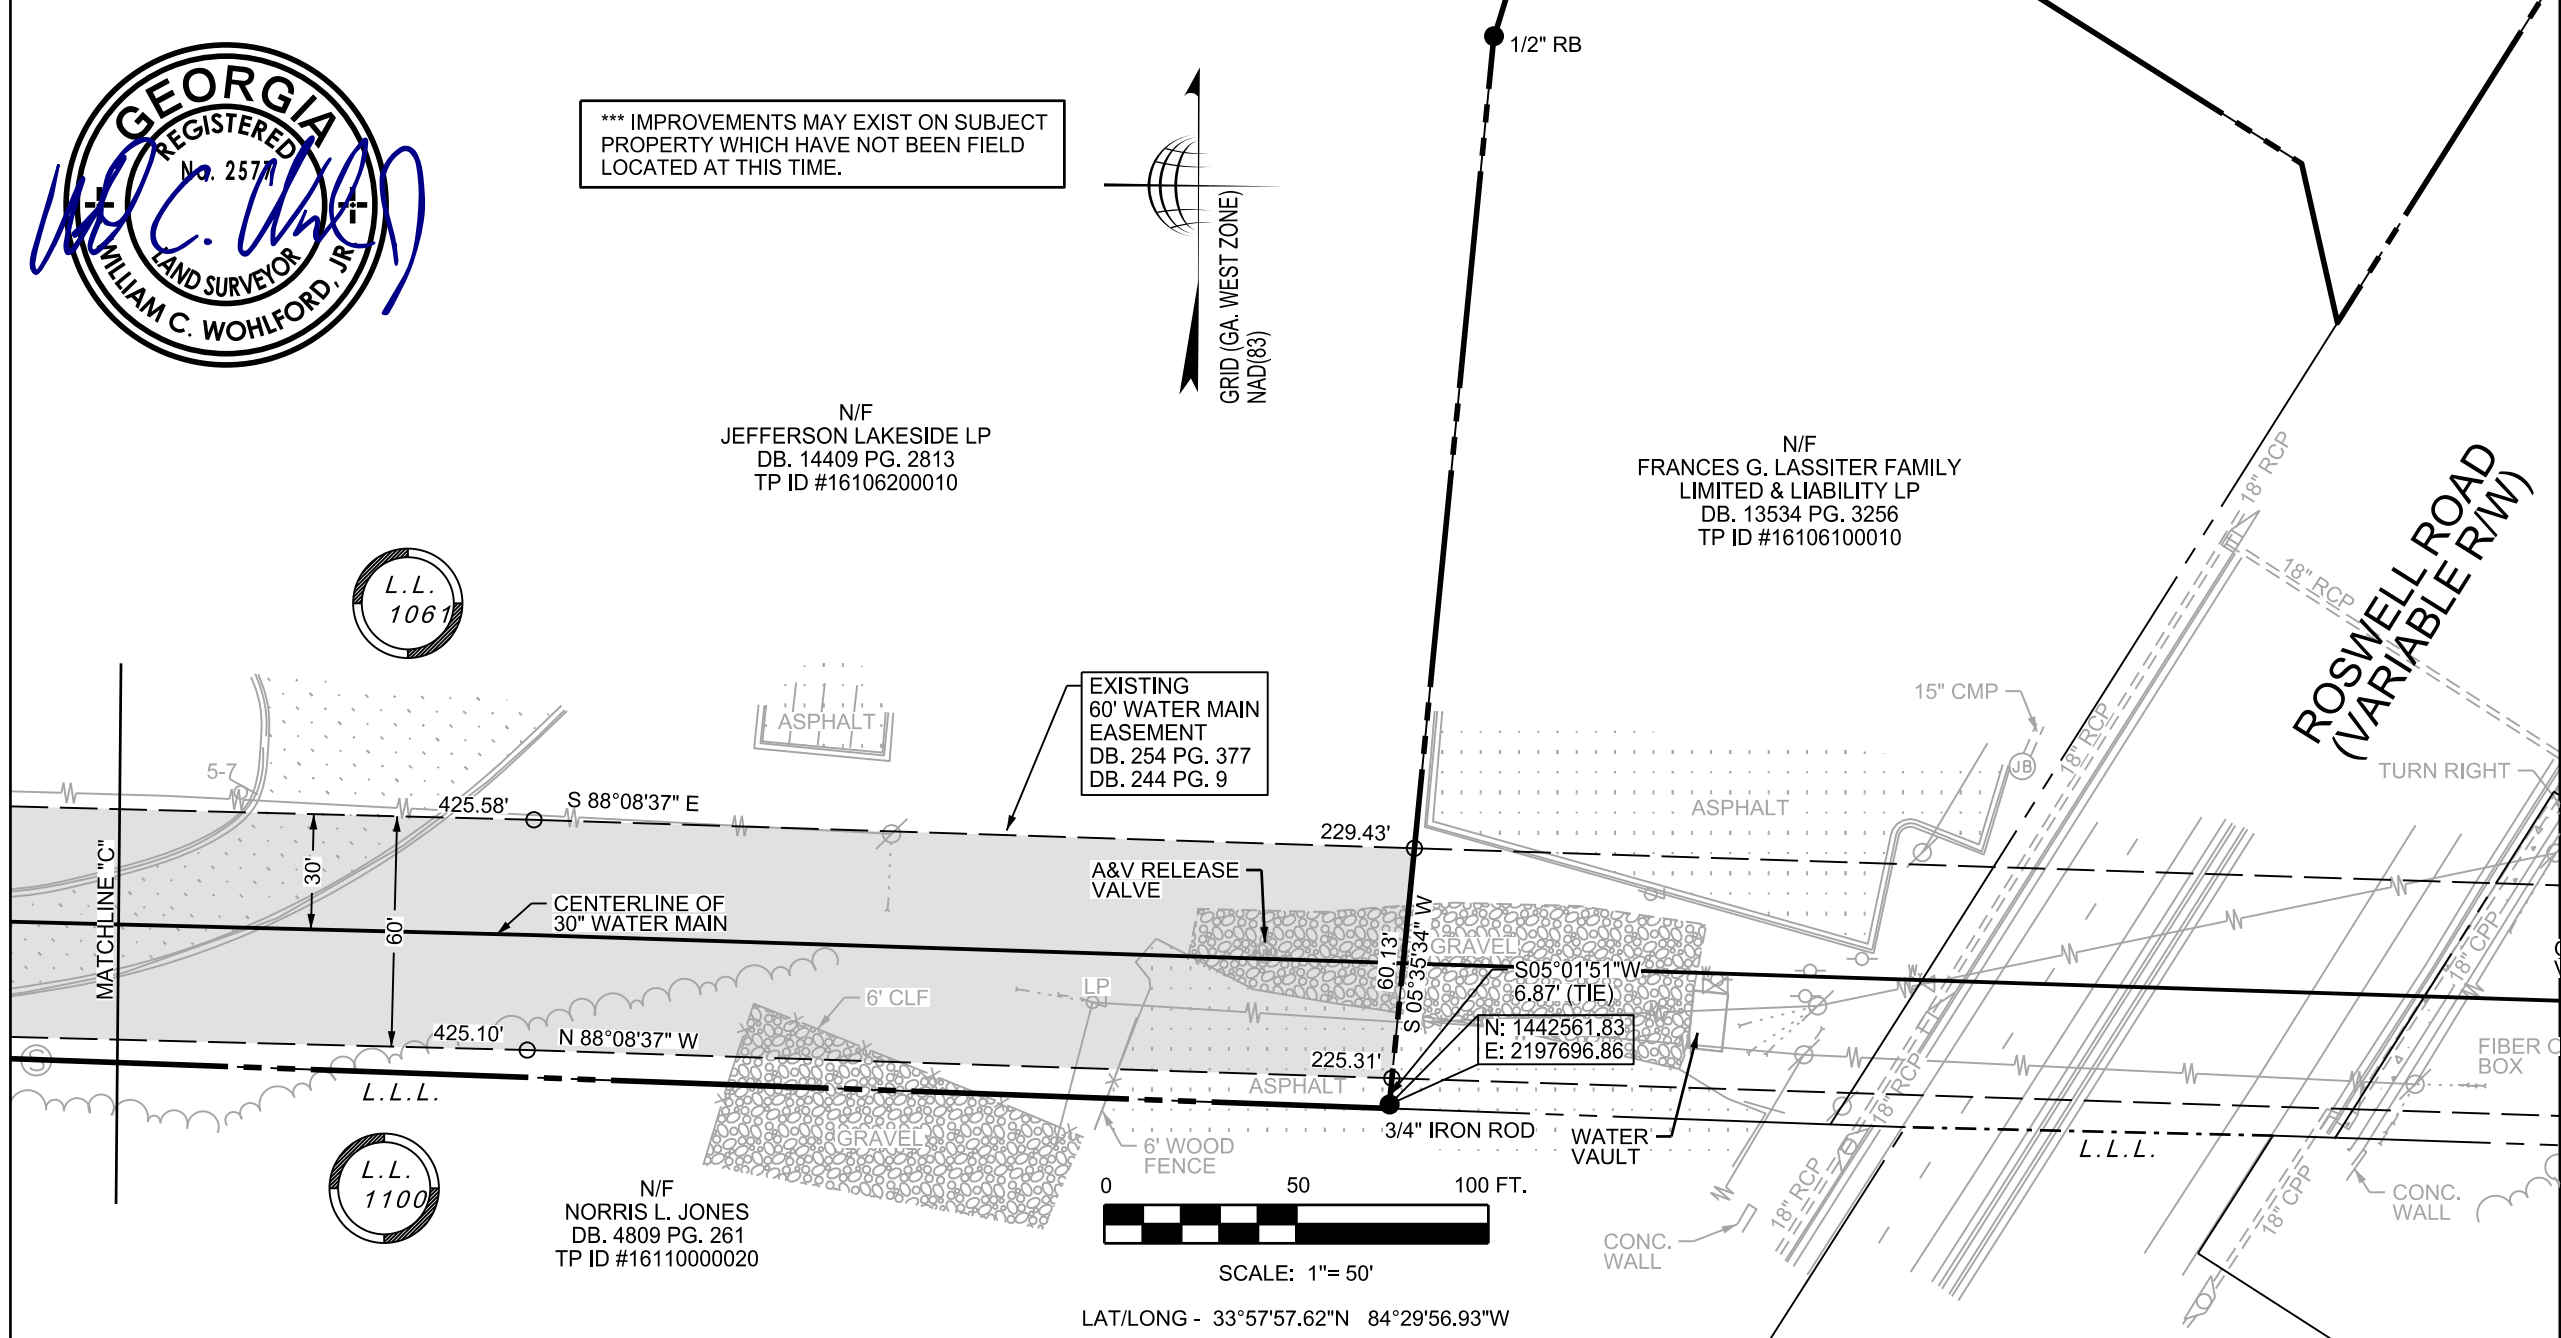 GEORGIA
REGISTERED
No. 2577
LAND SURVEYOR
WILLIAM C. WOHLFORD, JR
*** IMPROVEMENTS MAY EXIST ON SUBJECT
PROPERTY WHICH HAVE NOT BEEN FIELD
LOCATED AT THIS TIME.
GRID (GA. WEST ZONE)
NAD(83)
1/2" RB
N/F
JEFFERSON LAKESIDE LP
DB. 14409 PG. 2813
TP ID #16106200010
N/F
FRANCES G. LASSITER FAMILY
LIMITED & LIABILITY LP
DB. 13534 PG. 3256
TP ID #16106100010
18" RCP
18" RCP
ROSWELL ROAD
(VARIABLE R/W)
L.L.
1061
EXISTING
60' WATER MAIN
EASEMENT
DB. 254 PG. 377
DB. 244 PG. 9
ASPHALT
15" CMP
JB
18" RCP
TURN RIGHT
5-7
425.58'
S 88°08'37" E
229.43'
ASPHALT
MATCHLINE "C"
30'
60'
CENTERLINE OF
30" WATER MAIN
A&V RELEASE
VALVE
60.13'
S 05°35'34" W
GRAVEL
S05°01'51"W
6.87' (TIE)
N: 1442561.83
E: 2197696.86
6' CLF
LP
18" CPP
425.10'
N 88°08'37" W
225.31'
ASPHALT
S
FIBER O
BOX
L.L.L.
GRAVEL
6' WOOD
FENCE
3/4" IRON ROD
WATER
VAULT
18" RCP
L.L.L.
L.L.
1100
N/F
NORRIS L. JONES
DB. 4809 PG. 261
TP ID #16110000020
0 50 100 FT.
SCALE: 1"= 50'
LAT/LONG - 33°57'57.62"N 84°29'56.93"W
CONC.
WALL
18" RCP
18" CPP
CONC.
WALL